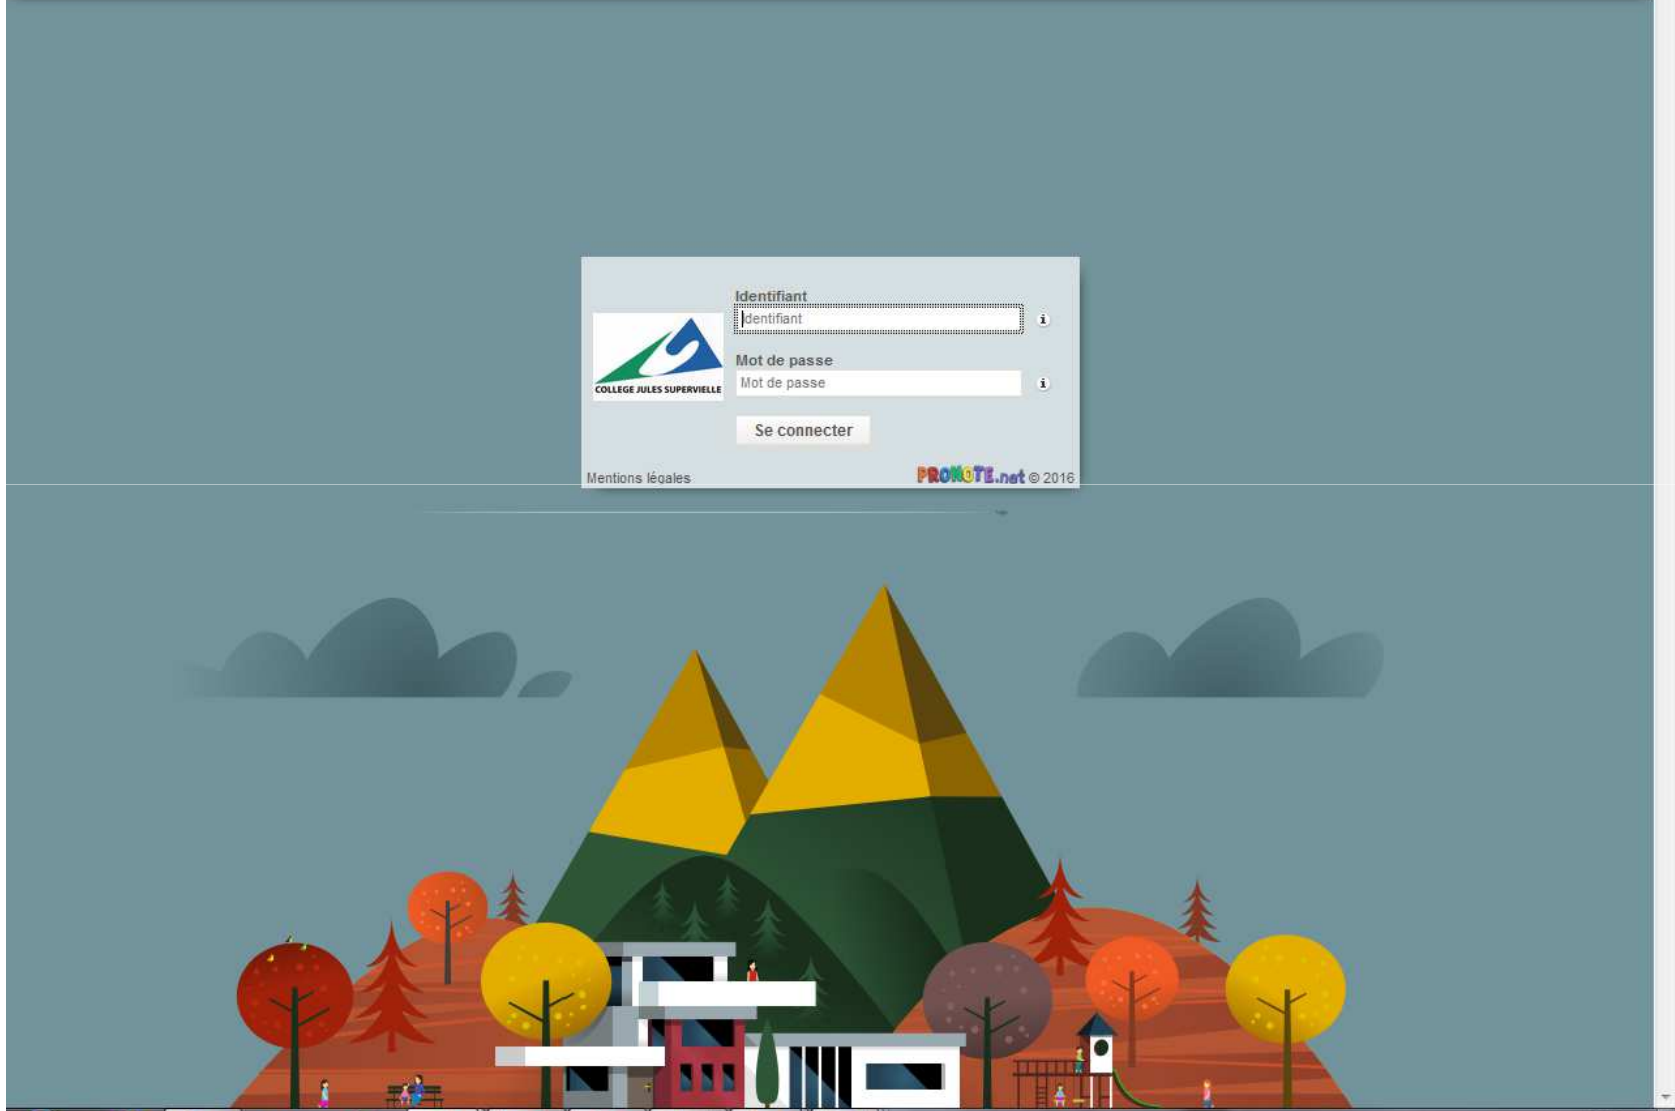 Identifiant
Identifiant
Mot de passe
Mot de passe
COLLEGE JULES SUPERVIELLE
Se connecter
Mentions légales
PRONOTE.net © 2016